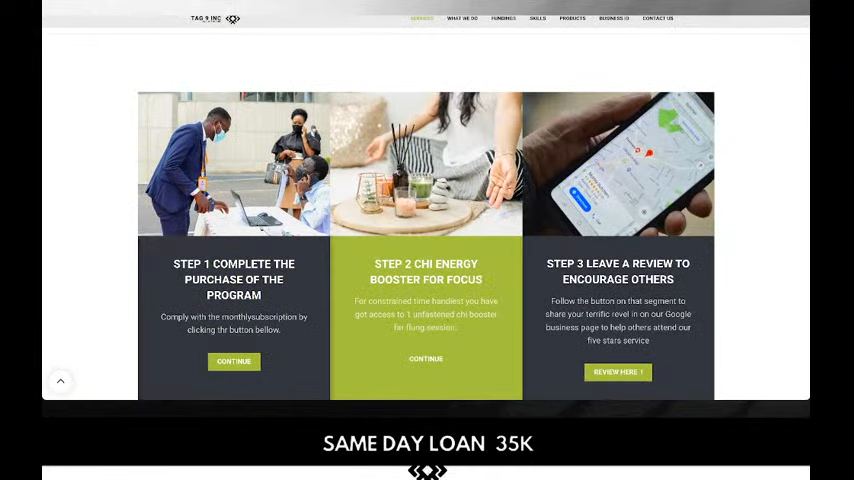 TAG 9 INC
SERVICES WHAT WE DO FUNDINGS SKILLS PRODUCTS BUSINESS ID CONTACT US
STEP 1 COMPLETE THE
PURCHASE OF THE
PROGRAM
Comply with the monthlysubscription by
clicking thr button bellow.
CONTINUE
STEP 2 CHI ENERGY
BOOSTER FOR FOCUS
For constrained time handiest you have
got access to 1 unfastened chi booster
for flung session.
CONTINUE
STEP 3 LEAVE A REVIEW TO
ENCOURAGE OTHERS
Follow the button on that segment to
share your terrific revel in on our Google
business page to help others attend our
five stars service
REVIEW HERE !
SAME DAY LOAN 35K